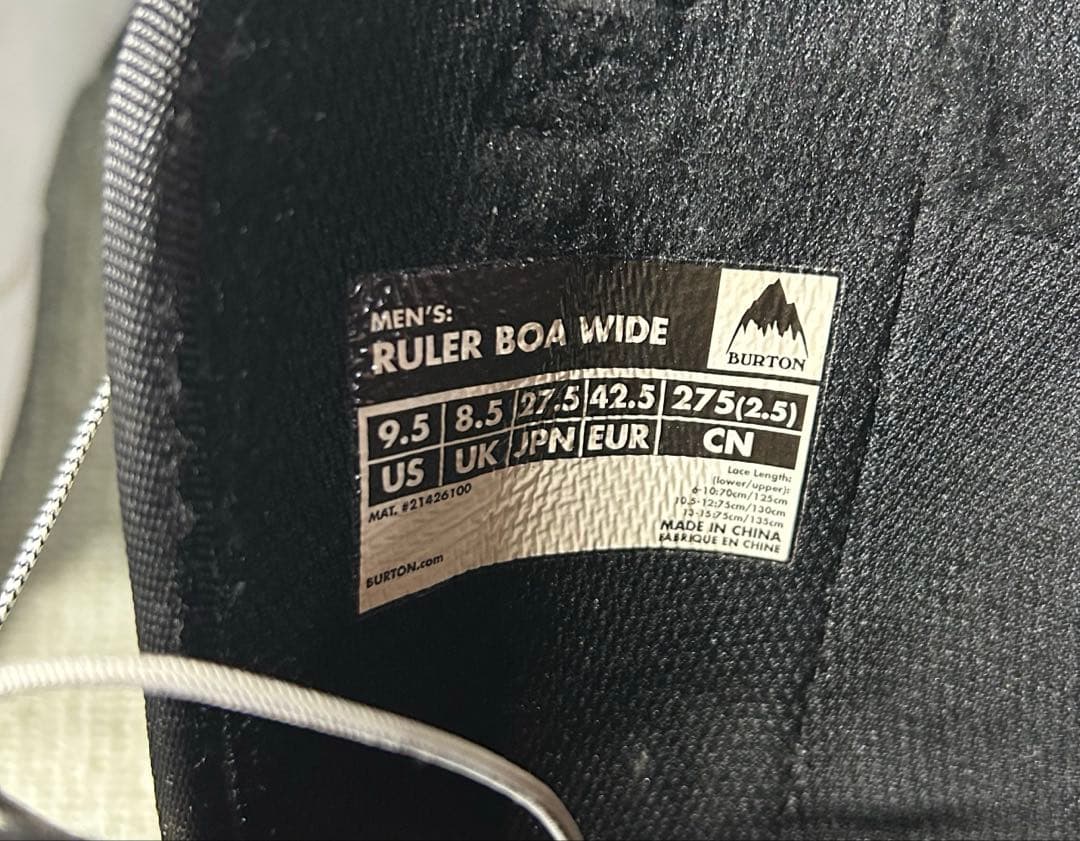 MEN'S:
RULER BOA WIDE
BURTON
9.5 8.5 27.5 42.5 275(2.5)
US UK JPN EUR CN
MAT. #21426100
Lace Length:
(lower/upper):
6-10:70cm/125cm
10.5-12:75cm/130cm
13-15:75cm/135cm
MADE IN CHINA
FABRIQUE EN CHINE
BURTON.com